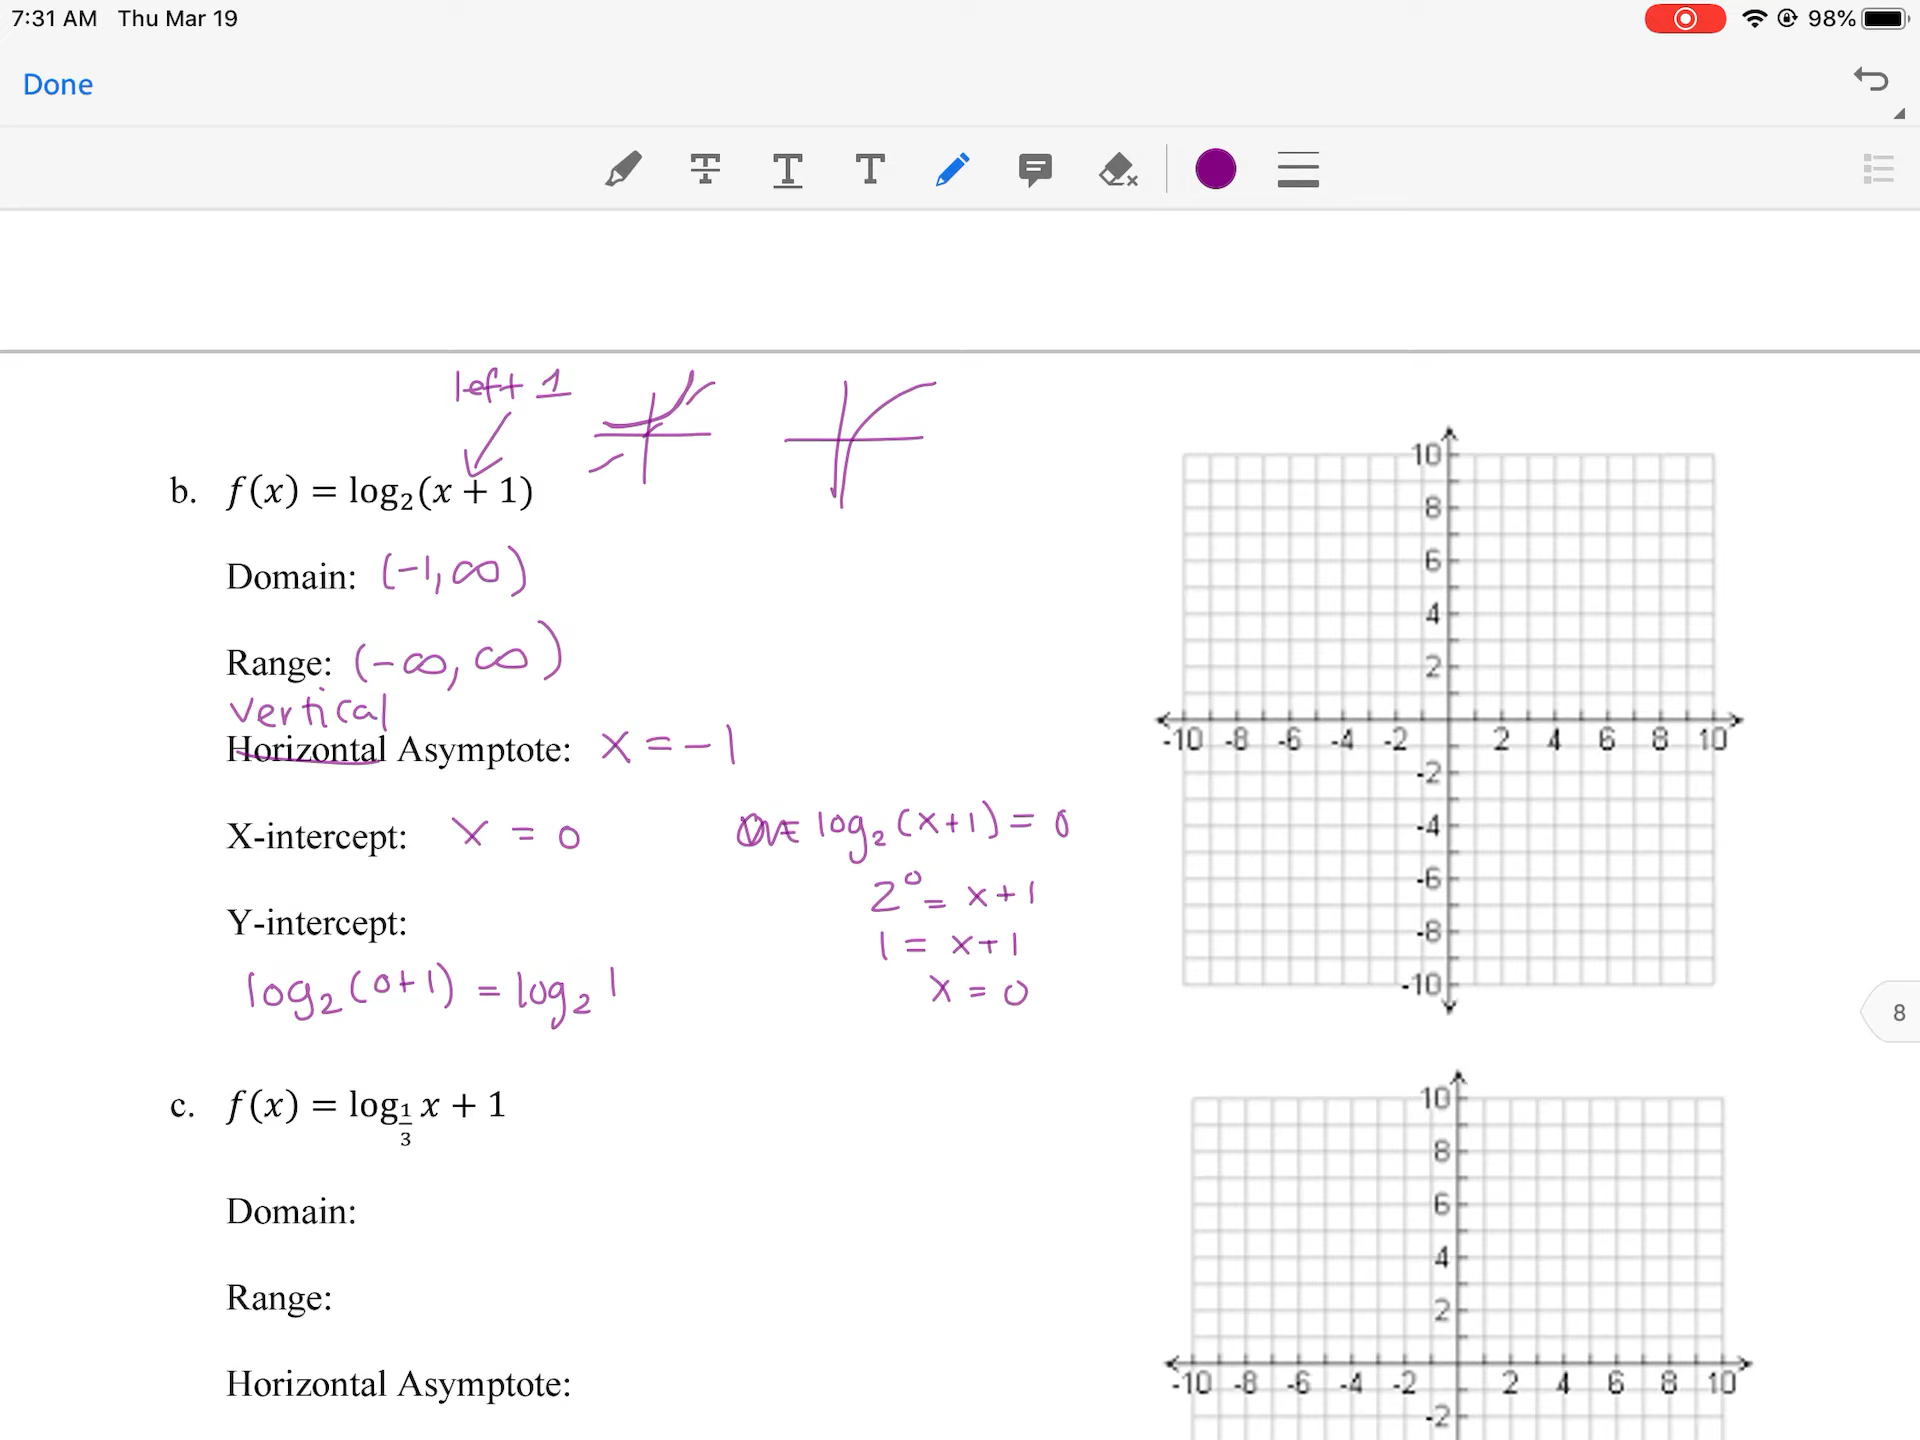 7:31 AM Thu Mar 19 98%
Done
left 1
b. f(x) = log₂(x + 1)
Domain: (-1, ∞)
Range: (-∞, ∞)
vertical
Horizontal Asymptote: x = -1
X-intercept: x = 0
log₂(x+1) = 0
2⁰ = x+1
1 = x+1
x = 0
Y-intercept:
log₂(0+1) = log₂ 1
10
8
6
4
2
-10 -8 -6 -4 -2 2 4 6 8 10
-2
-4
-6
-8
-10
8
c. f(x) = log_(1/3) x + 1
Domain:
Range:
Horizontal Asymptote:
10
8
6
4
2
-10 -8 -6 -4 -2 2 4 6 8 10
-2